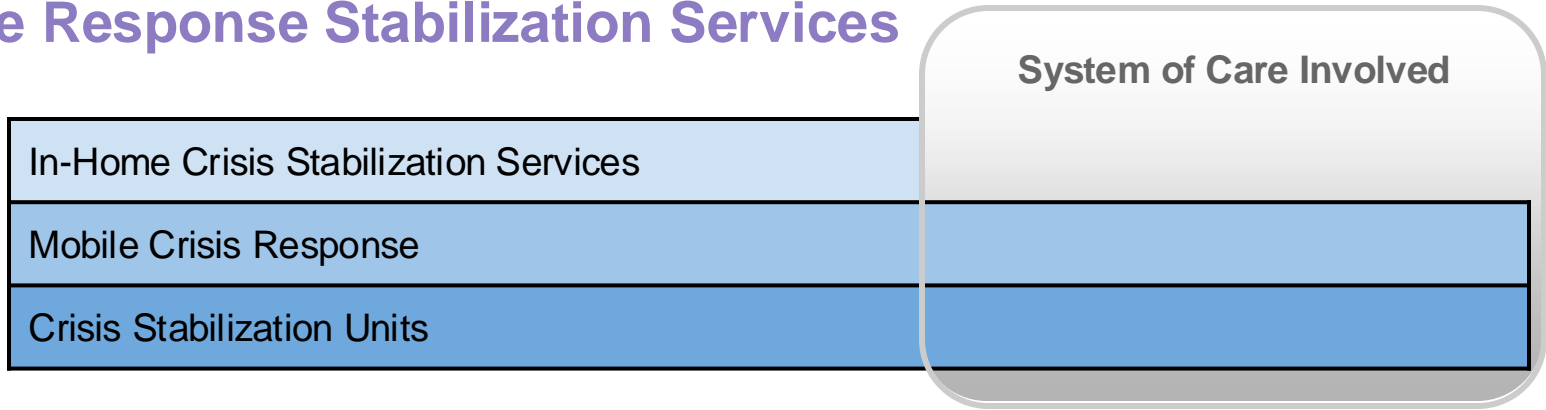 Response Stabilization Services
System of Care Involved
In-Home Crisis Stabilization Services
Mobile Crisis Response
Crisis Stabilization Units